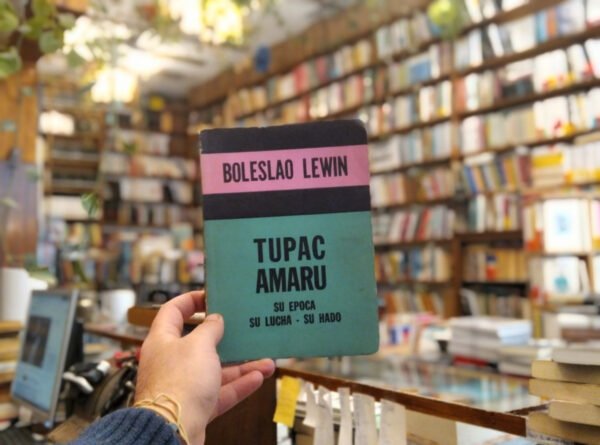 BOLESLAO LEWIN
TUPAC
AMARU
SU EPOCA
SU LUCHA - SU HADO